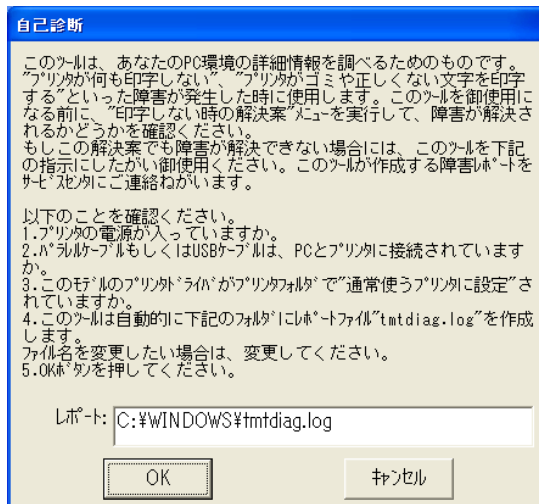 自己診断
このﾂｰﾙは、あなたのPC環境の詳細情報を調べるためのものです。
"ﾌﾟﾘﾝﾀが何も印字しない"、"ﾌﾟﾘﾝﾀがゴミや正しくない文字を印字
する"といった障害が発生した時に使用します。このﾂｰﾙを御使用に
なる前に、"印字しない時の解決案"ﾒﾆｭｰを実行して、障害が解決さ
れるかどうかを確認ください。
もしこの解決案でも障害が解決できない場合には、このﾂｰﾙを下記
の指示にしたがい御使用ください。このﾂｰﾙが作成する障害ﾚﾎﾟｰﾄを
ｻｰﾋﾞｽｾﾝﾀにご連絡ねがいます。
以下のことを確認ください。
1.ﾌﾟﾘﾝﾀの電源が入っていますか。
2.ﾊﾟﾗﾚﾙｹｰﾌﾞﾙもしくはUSBｹｰﾌﾞﾙは、PCとﾌﾟﾘﾝﾀに接続されています
か。
3.このﾓﾃﾞﾙのﾌﾟﾘﾝﾀﾄﾞﾗｲﾊﾞがﾌﾟﾘﾝﾀﾌｫﾙﾀﾞで"通常使うﾌﾟﾘﾝﾀに設定"さ
れていますか。
4.このﾂｰﾙは自動的に下記のﾌｫﾙﾀﾞにﾚﾎﾟｰﾄﾌｧｲﾙ"tmtdiag.log"を作成
します。
ﾌｧｲﾙ名を変更したい場合は、変更してください。
5.OKﾎﾞﾀﾝを押してください。
ﾚﾎﾟｰﾄ: C:¥WINDOWS¥tmtdiag.log
OK ｷｬﾝｾﾙ